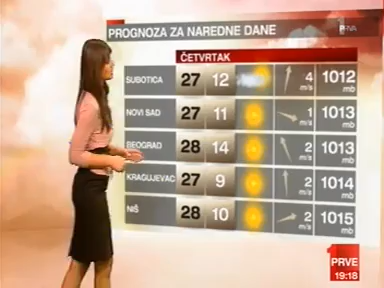 PROGNOZA ZA NAREDNE DANE
1 PRVA
ČETVRTAK
SUBOTICA 27 12 4 m/s 1012 mb
NOVI SAD 27 11 1 m/s 1013 mb
BEOGRAD 28 14 2 m/s 1013 mb
KRAGUJEVAC 27 9 2 m/s 1014 mb
NIŠ 28 10 2 m/s 1015 mb
1
PRVE
19:18